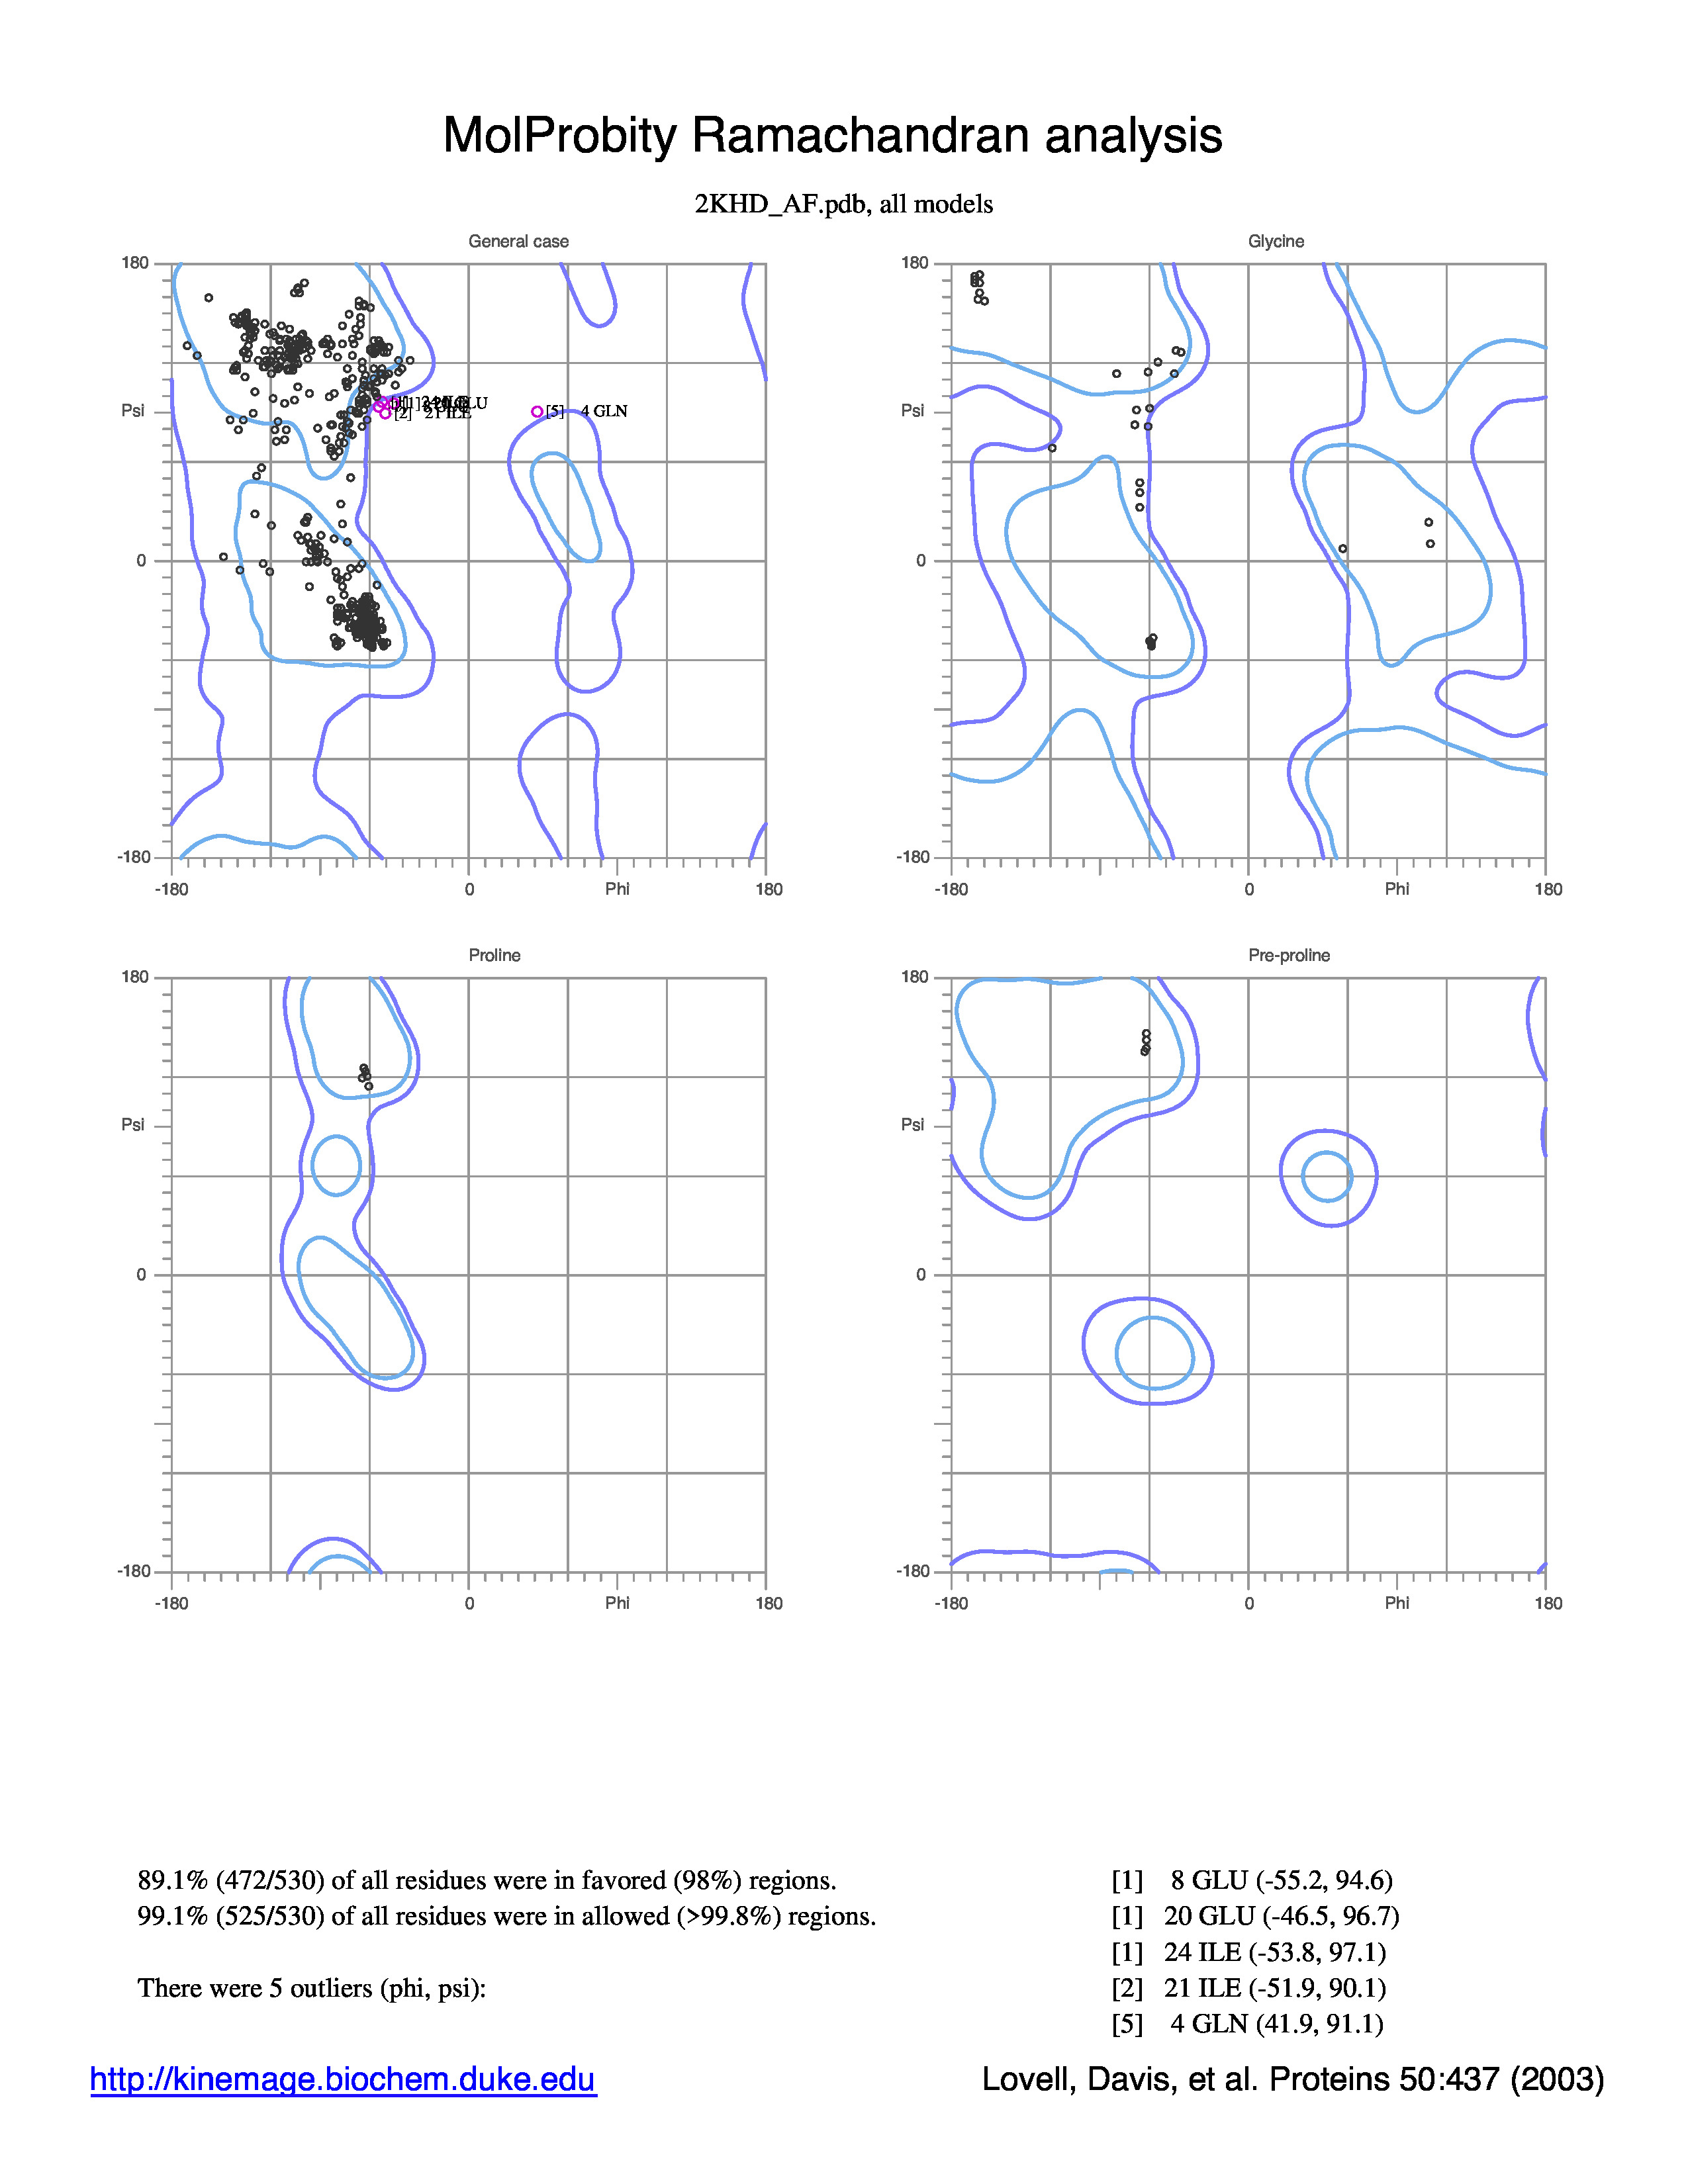 MolProbity Ramachandran analysis
2KHD_AF.pdb, all models
General case
180
Psi
0
-180
-180
0
Phi
180
[2] 21 ILE
[5] 4 GLN
Glycine
180
Psi
0
-180
-180
0
Phi
180
Proline
180
Psi
0
-180
-180
0
Phi
180
Pre-proline
180
Psi
0
-180
-180
0
Phi
180
89.1% (472/530) of all residues were in favored (98%) regions.
99.1% (525/530) of all residues were in allowed (>99.8%) regions.
There were 5 outliers (phi, psi):
[1] 8 GLU (-55.2, 94.6)
[1] 20 GLU (-46.5, 96.7)
[1] 24 ILE (-53.8, 97.1)
[2] 21 ILE (-51.9, 90.1)
[5] 4 GLN (41.9, 91.1)
http://kinemage.biochem.duke.edu
Lovell, Davis, et al. Proteins 50:437 (2003)